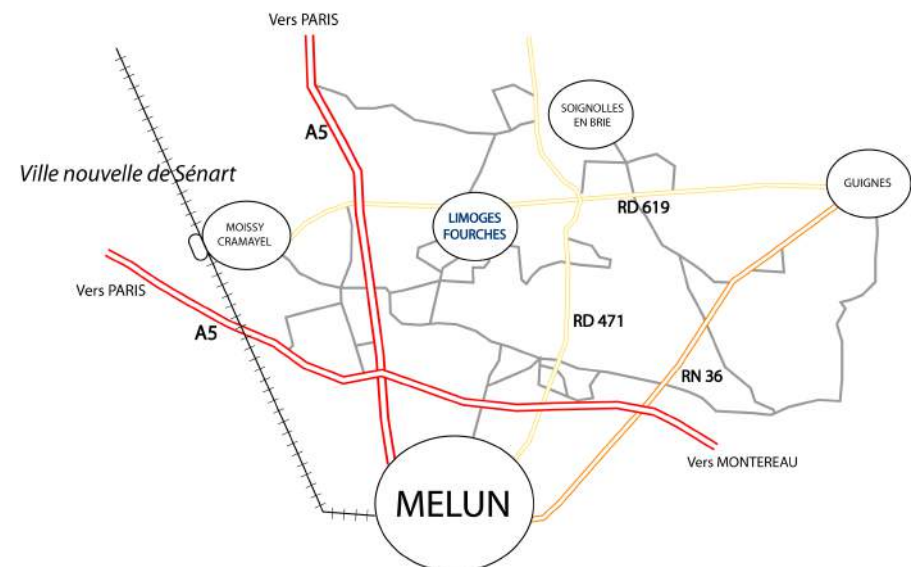 Vers PARIS
A5
SOIGNOLLES
EN BRIE
Ville nouvelle de Sénart
GUIGNES
RD 619
LIMOGES
FOURCHES
MOISSY
CRAMAYEL
Vers PARIS
A5
RD 471
RN 36
Vers MONTEREAU
MELUN